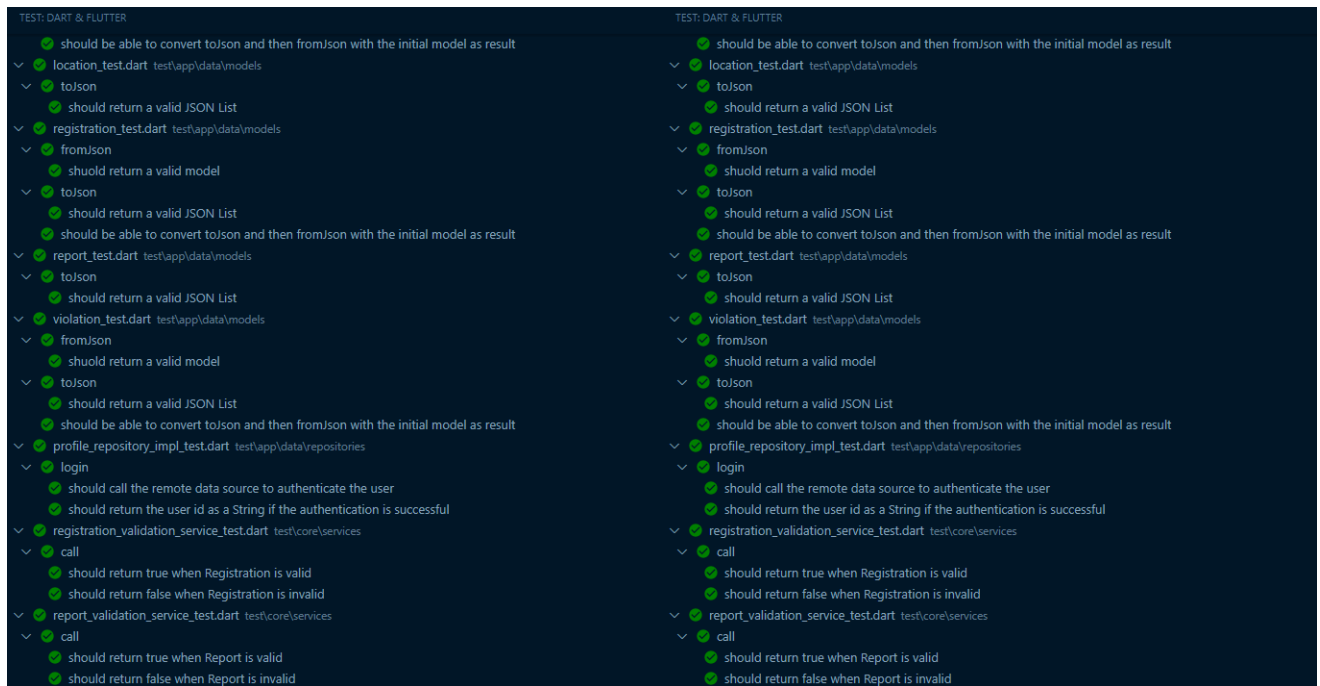 TEST: DART & FLUTTER
should be able to convert toJson and then fromJson with the initial model as result
location_test.dart test\app\data\models
toJson
should return a valid JSON List
registration_test.dart test\app\data\models
fromJson
shuold return a valid model
toJson
should return a valid JSON List
should be able to convert toJson and then fromJson with the initial model as result
report_test.dart test\app\data\models
toJson
should return a valid JSON List
violation_test.dart test\app\data\models
fromJson
shuold return a valid model
toJson
should return a valid JSON List
should be able to convert toJson and then fromJson with the initial model as result
profile_repository_impl_test.dart test\app\data\repositories
login
should call the remote data source to authenticate the user
should return the user id as a String if the authentication is successful
registration_validation_service_test.dart test\core\services
call
should return true when Registration is valid
should return false when Registration is invalid
report_validation_service_test.dart test\core\services
call
should return true when Report is valid
should return false when Report is invalid
TEST: DART & FLUTTER
should be able to convert toJson and then fromJson with the initial model as result
location_test.dart test\app\data\models
toJson
should return a valid JSON List
registration_test.dart test\app\data\models
fromJson
shuold return a valid model
toJson
should return a valid JSON List
should be able to convert toJson and then fromJson with the initial model as result
report_test.dart test\app\data\models
toJson
should return a valid JSON List
violation_test.dart test\app\data\models
fromJson
shuold return a valid model
toJson
should return a valid JSON List
should be able to convert toJson and then fromJson with the initial model as result
profile_repository_impl_test.dart test\app\data\repositories
login
should call the remote data source to authenticate the user
should return the user id as a String if the authentication is successful
registration_validation_service_test.dart test\core\services
call
should return true when Registration is valid
should return false when Registration is invalid
report_validation_service_test.dart test\core\services
call
should return true when Report is valid
should return false when Report is invalid